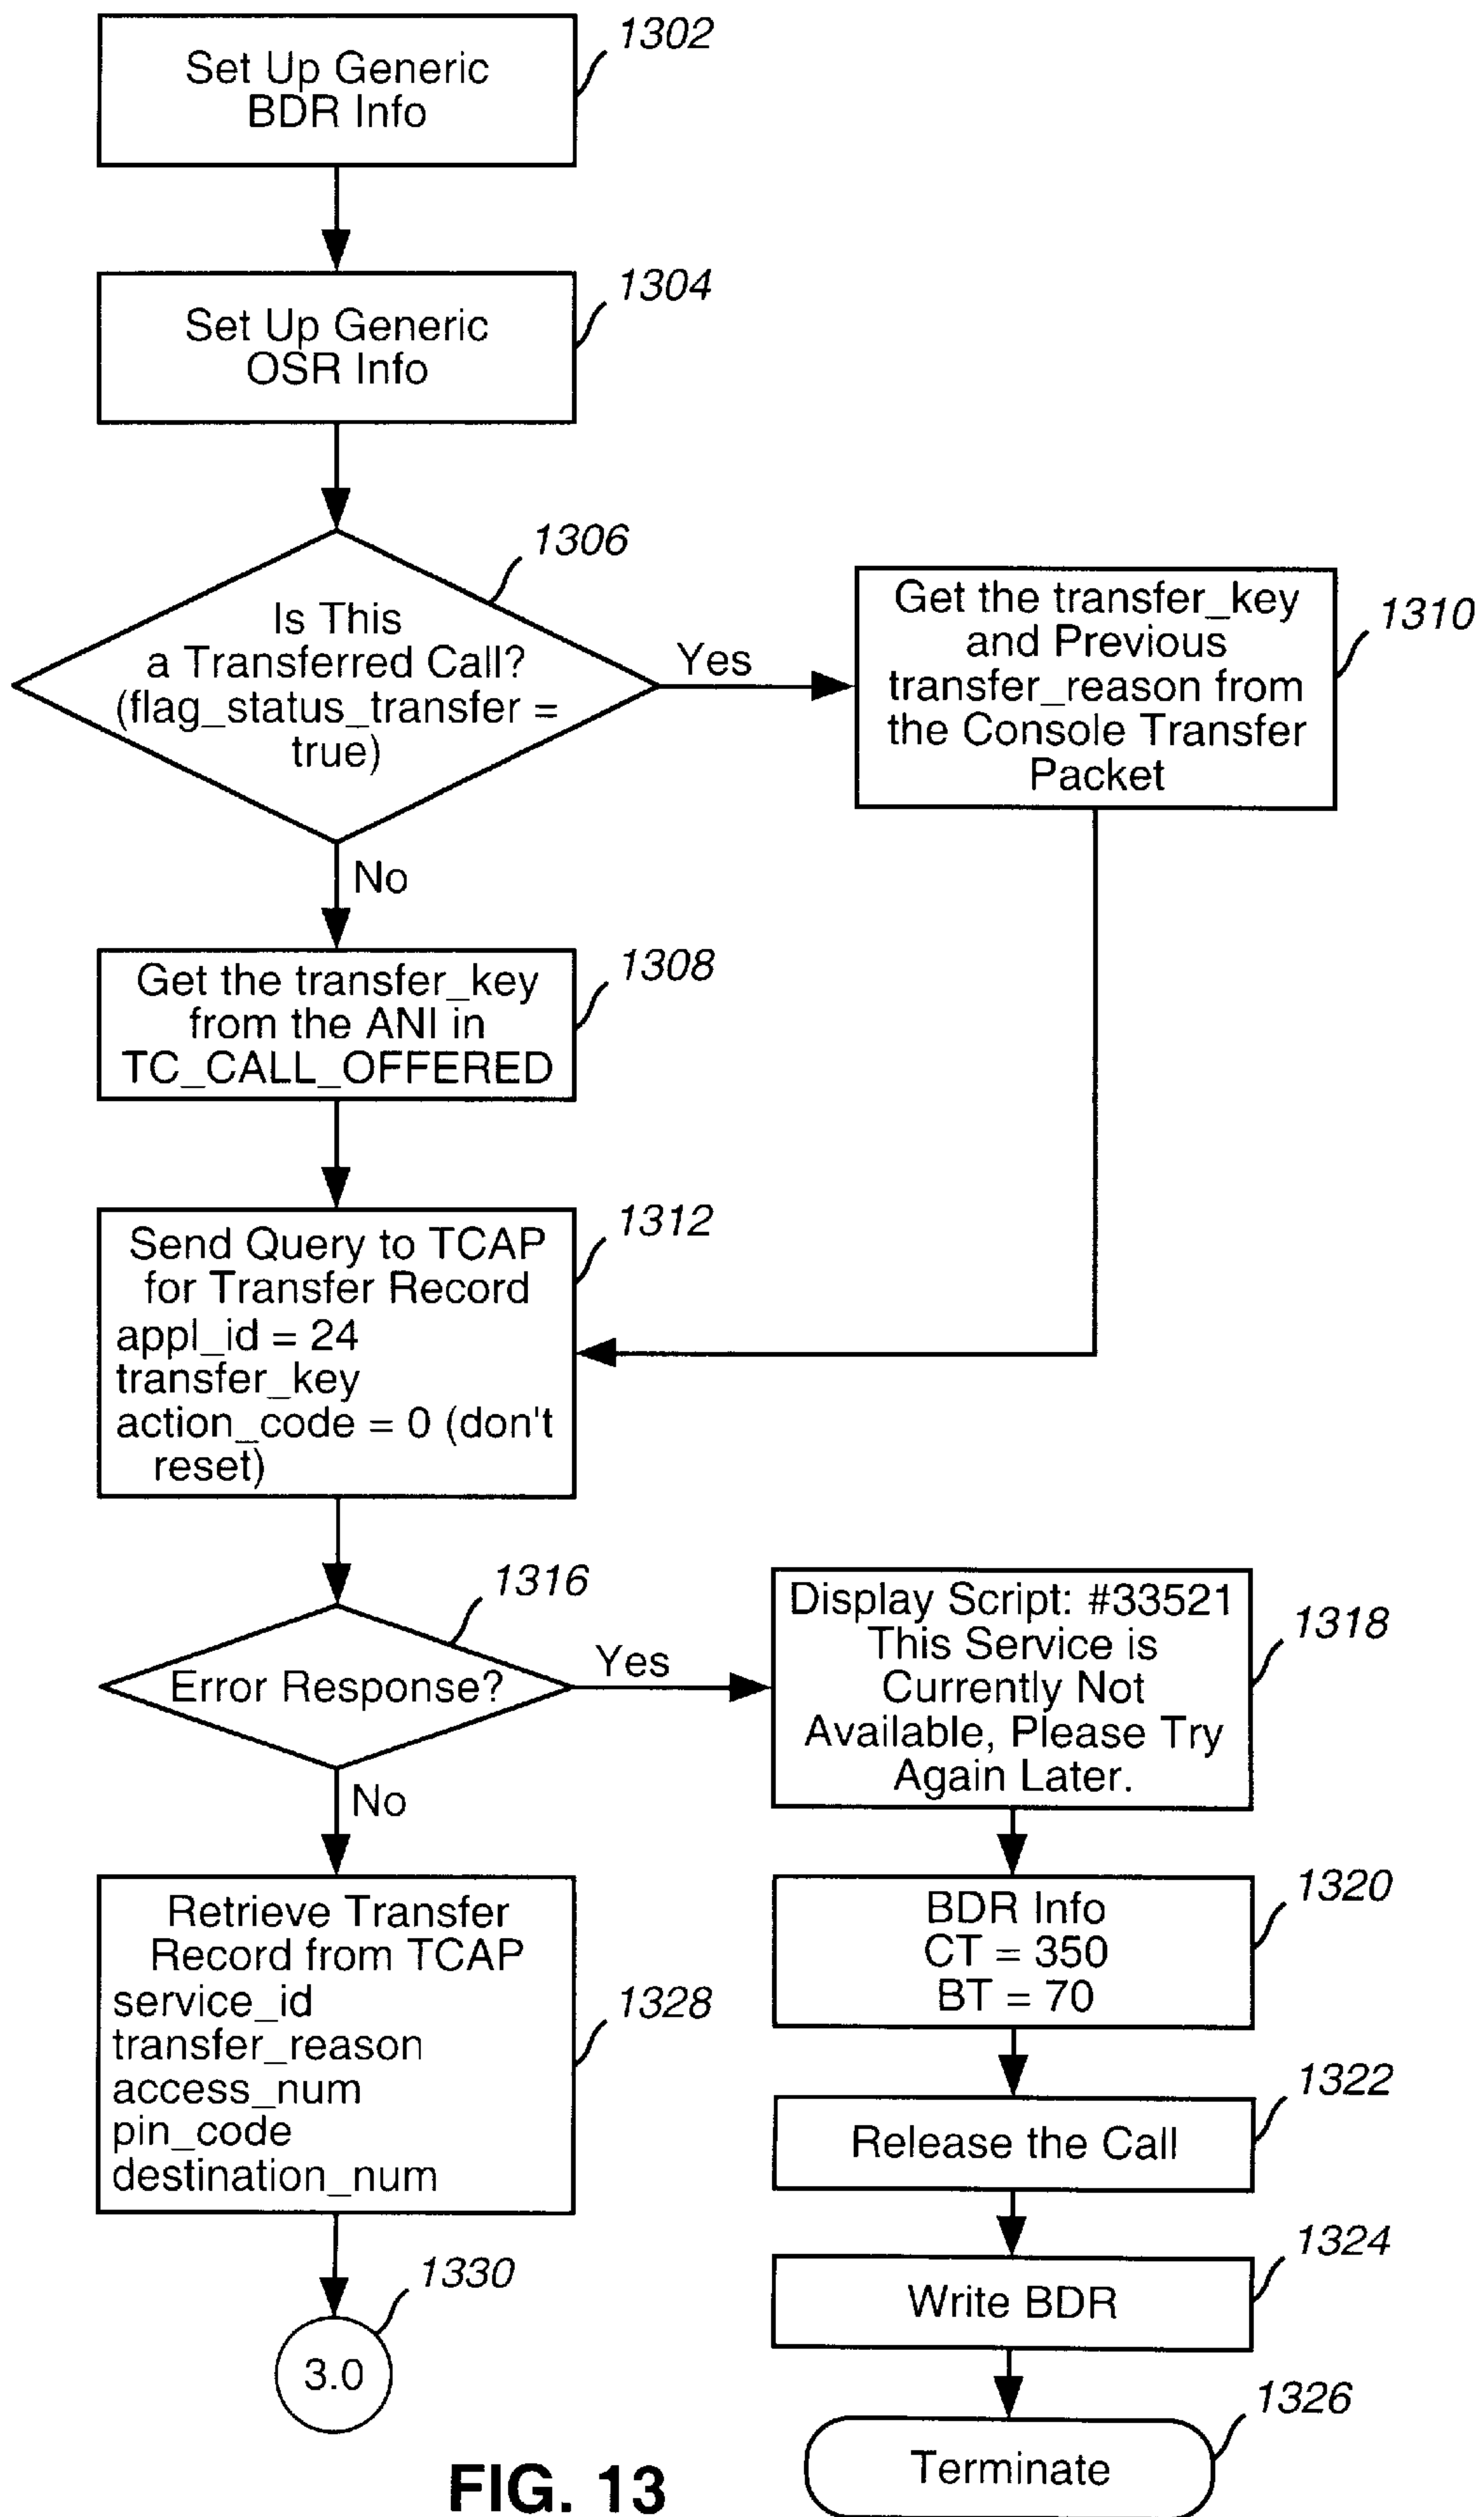 1302
Set Up Generic
BDR Info
1304
Set Up Generic
OSR Info
1306
Is This
a Transferred Call?
(flag_status_transfer =
true)
Yes
1310
Get the transfer_key
and Previous
transfer_reason from
the Console Transfer
Packet
No
1308
Get the transfer_key
from the ANI in
TC_CALL_OFFERED
1312
Send Query to TCAP
for Transfer Record
appl_id = 24
transfer_key
action_code = 0 (don't
reset)
1316
Error Response?
Yes
1318
Display Script: #33521
This Service is
Currently Not
Available, Please Try
Again Later.
No
1320
BDR Info
CT = 350
BT = 70
1328
Retrieve Transfer
Record from TCAP
service_id
transfer_reason
access_num
pin_code
destination_num
1322
Release the Call
1324
Write BDR
1330
3.0
1326
Terminate
FIG. 13